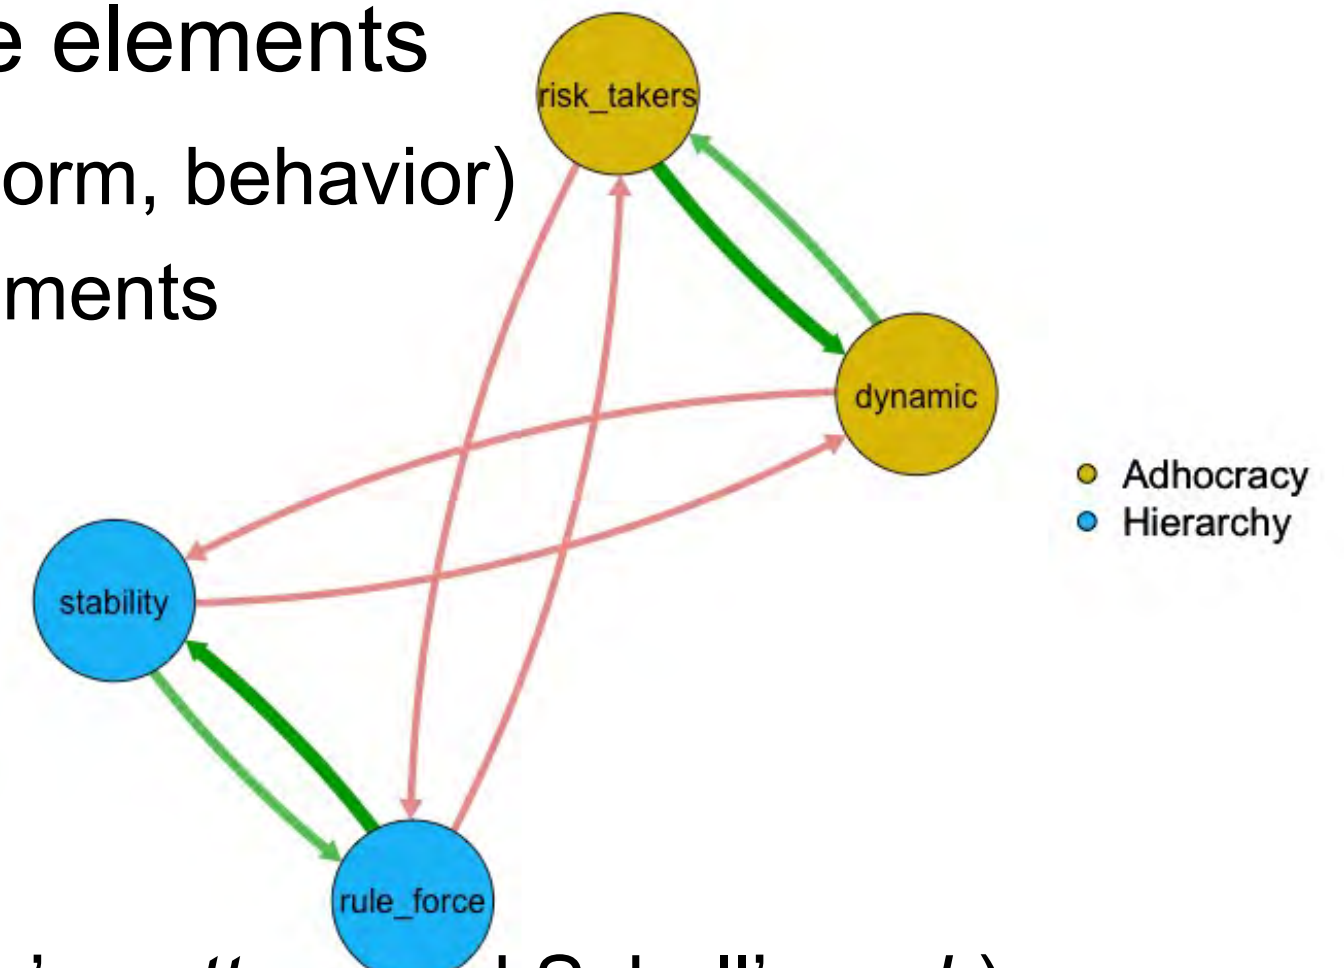 e elements
risk_takers
orm, behavior)
ments
dynamic
Adhocracy
Hierarchy
stability
rule_force